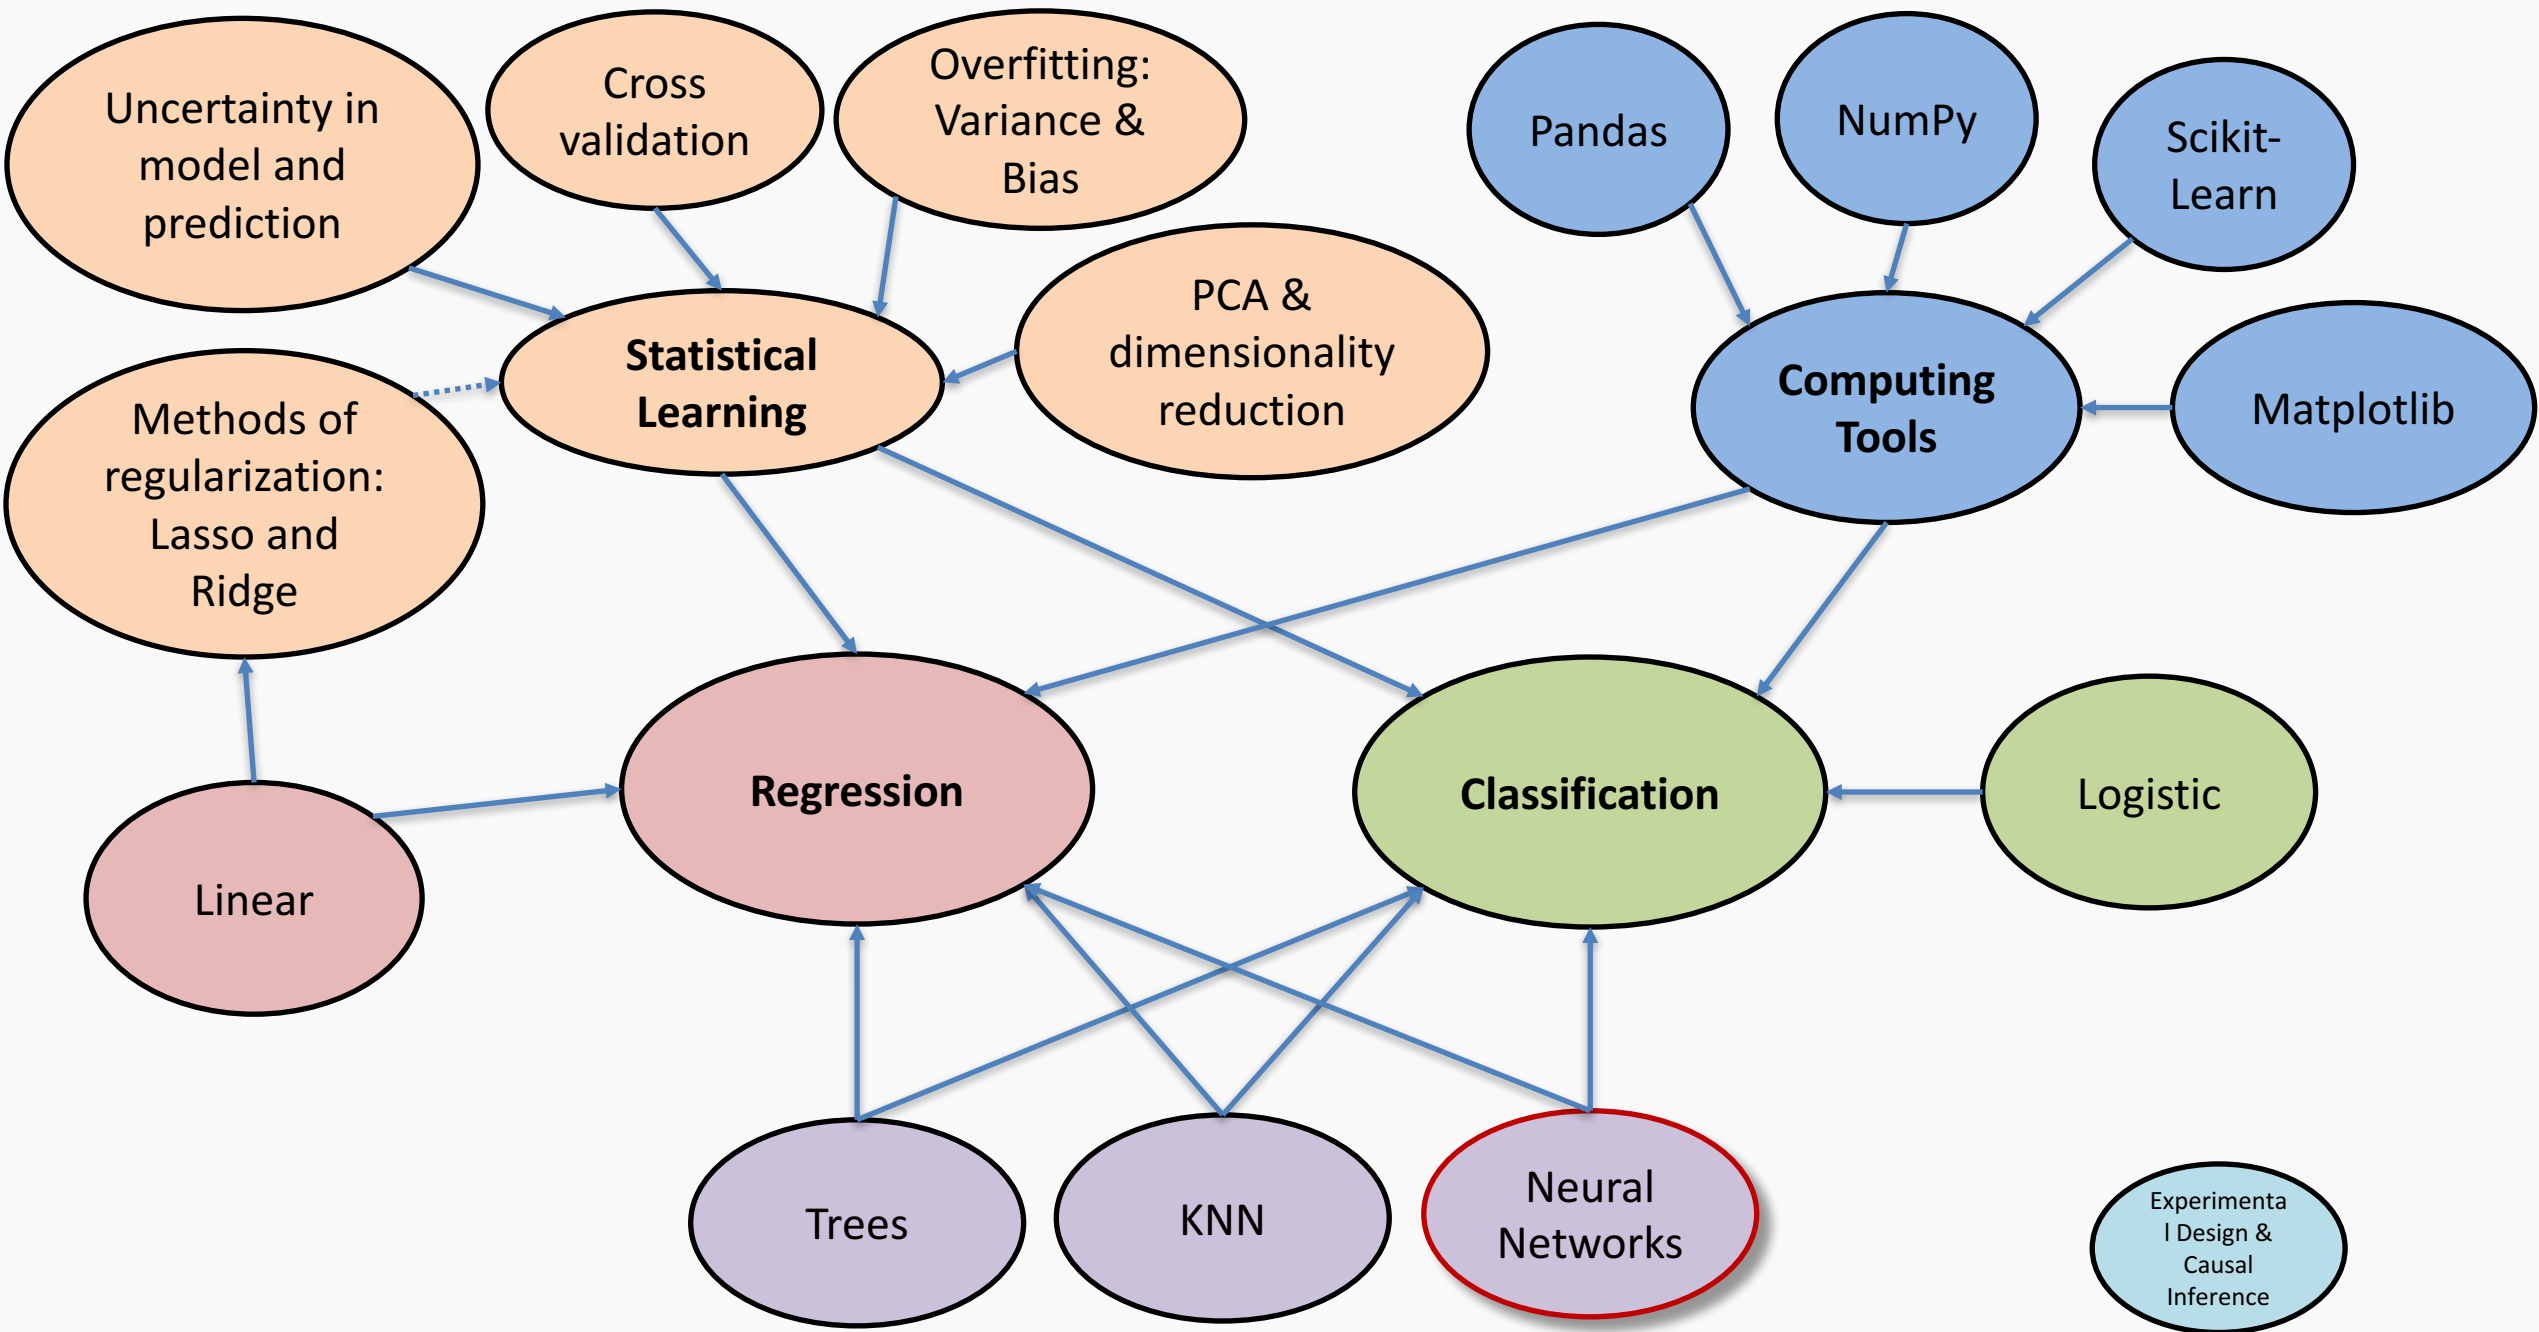 Uncertainty in
model and
prediction
Cross
validation
Overfitting:
Variance &
Bias
Pandas
NumPy
Scikit-
Learn
PCA &
dimensionality
reduction
Statistical
Learning
Computing
Tools
Matplotlib
Methods of
regularization:
Lasso and
Ridge
Regression
Classification
Logistic
Linear
Trees
KNN
Neural
Networks
Experimenta
l Design &
Causal
Inference